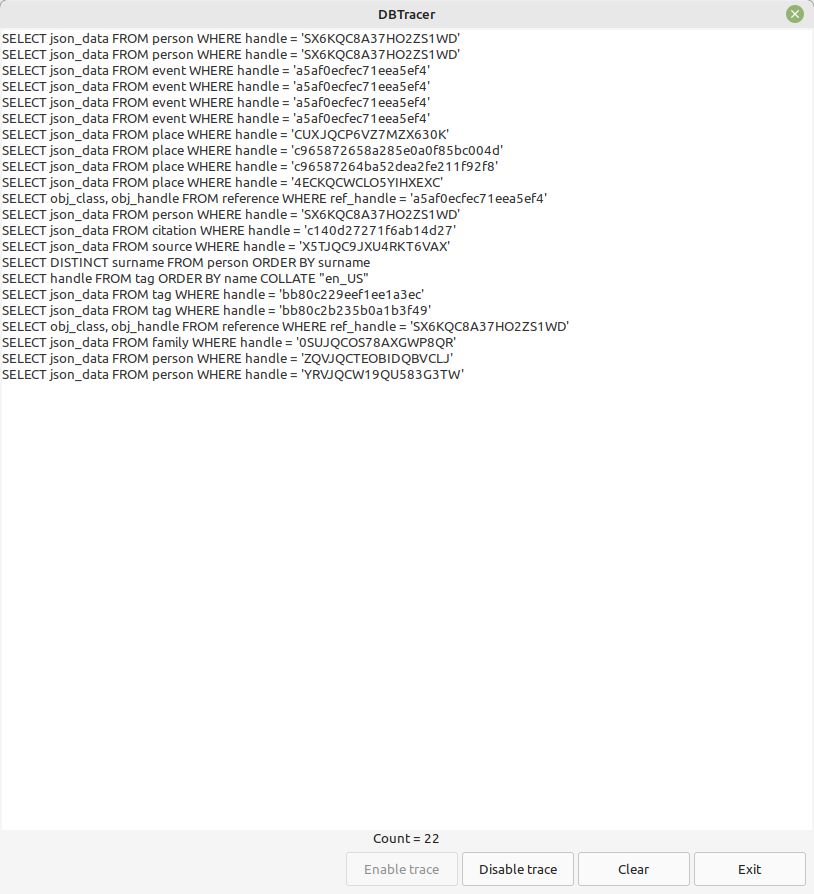 DBTracer
SELECT json_data FROM person WHERE handle = 'SX6KQC8A37HO2ZS1WD'
SELECT json_data FROM person WHERE handle = 'SX6KQC8A37HO2ZS1WD'
SELECT json_data FROM event WHERE handle = 'a5af0ecfec71eea5ef4'
SELECT json_data FROM event WHERE handle = 'a5af0ecfec71eea5ef4'
SELECT json_data FROM event WHERE handle = 'a5af0ecfec71eea5ef4'
SELECT json_data FROM event WHERE handle = 'a5af0ecfec71eea5ef4'
SELECT json_data FROM place WHERE handle = 'CUXJQCP6VZ7MZX630K'
SELECT json_data FROM place WHERE handle = 'c965872658a285e0a0f85bc004d'
SELECT json_data FROM place WHERE handle = 'c96587264ba52dea2fe211f92f8'
SELECT json_data FROM place WHERE handle = '4ECKQCWCLO5YIHXEXC'
SELECT obj_class, obj_handle FROM reference WHERE ref_handle = 'a5af0ecfec71eea5ef4'
SELECT json_data FROM person WHERE handle = 'SX6KQC8A37HO2ZS1WD'
SELECT json_data FROM citation WHERE handle = 'c140d27271f6ab14d27'
SELECT json_data FROM source WHERE handle = 'X5TJQC9JXU4RKT6VAX'
SELECT DISTINCT surname FROM person ORDER BY surname
SELECT handle FROM tag ORDER BY name COLLATE "en_US"
SELECT json_data FROM tag WHERE handle = 'bb80c229eef1ee1a3ec'
SELECT json_data FROM tag WHERE handle = 'bb80c2b235b0a1b3f49'
SELECT obj_class, obj_handle FROM reference WHERE ref_handle = 'SX6KQC8A37HO2ZS1WD'
SELECT json_data FROM family WHERE handle = '0SUJQCOS78AXGWP8QR'
SELECT json_data FROM person WHERE handle = 'ZQVJQCTEOBIDQBVCLJ'
SELECT json_data FROM person WHERE handle = 'YRVJQCW19QU583G3TW'
Count = 22
Enable trace
Disable trace
Clear
Exit